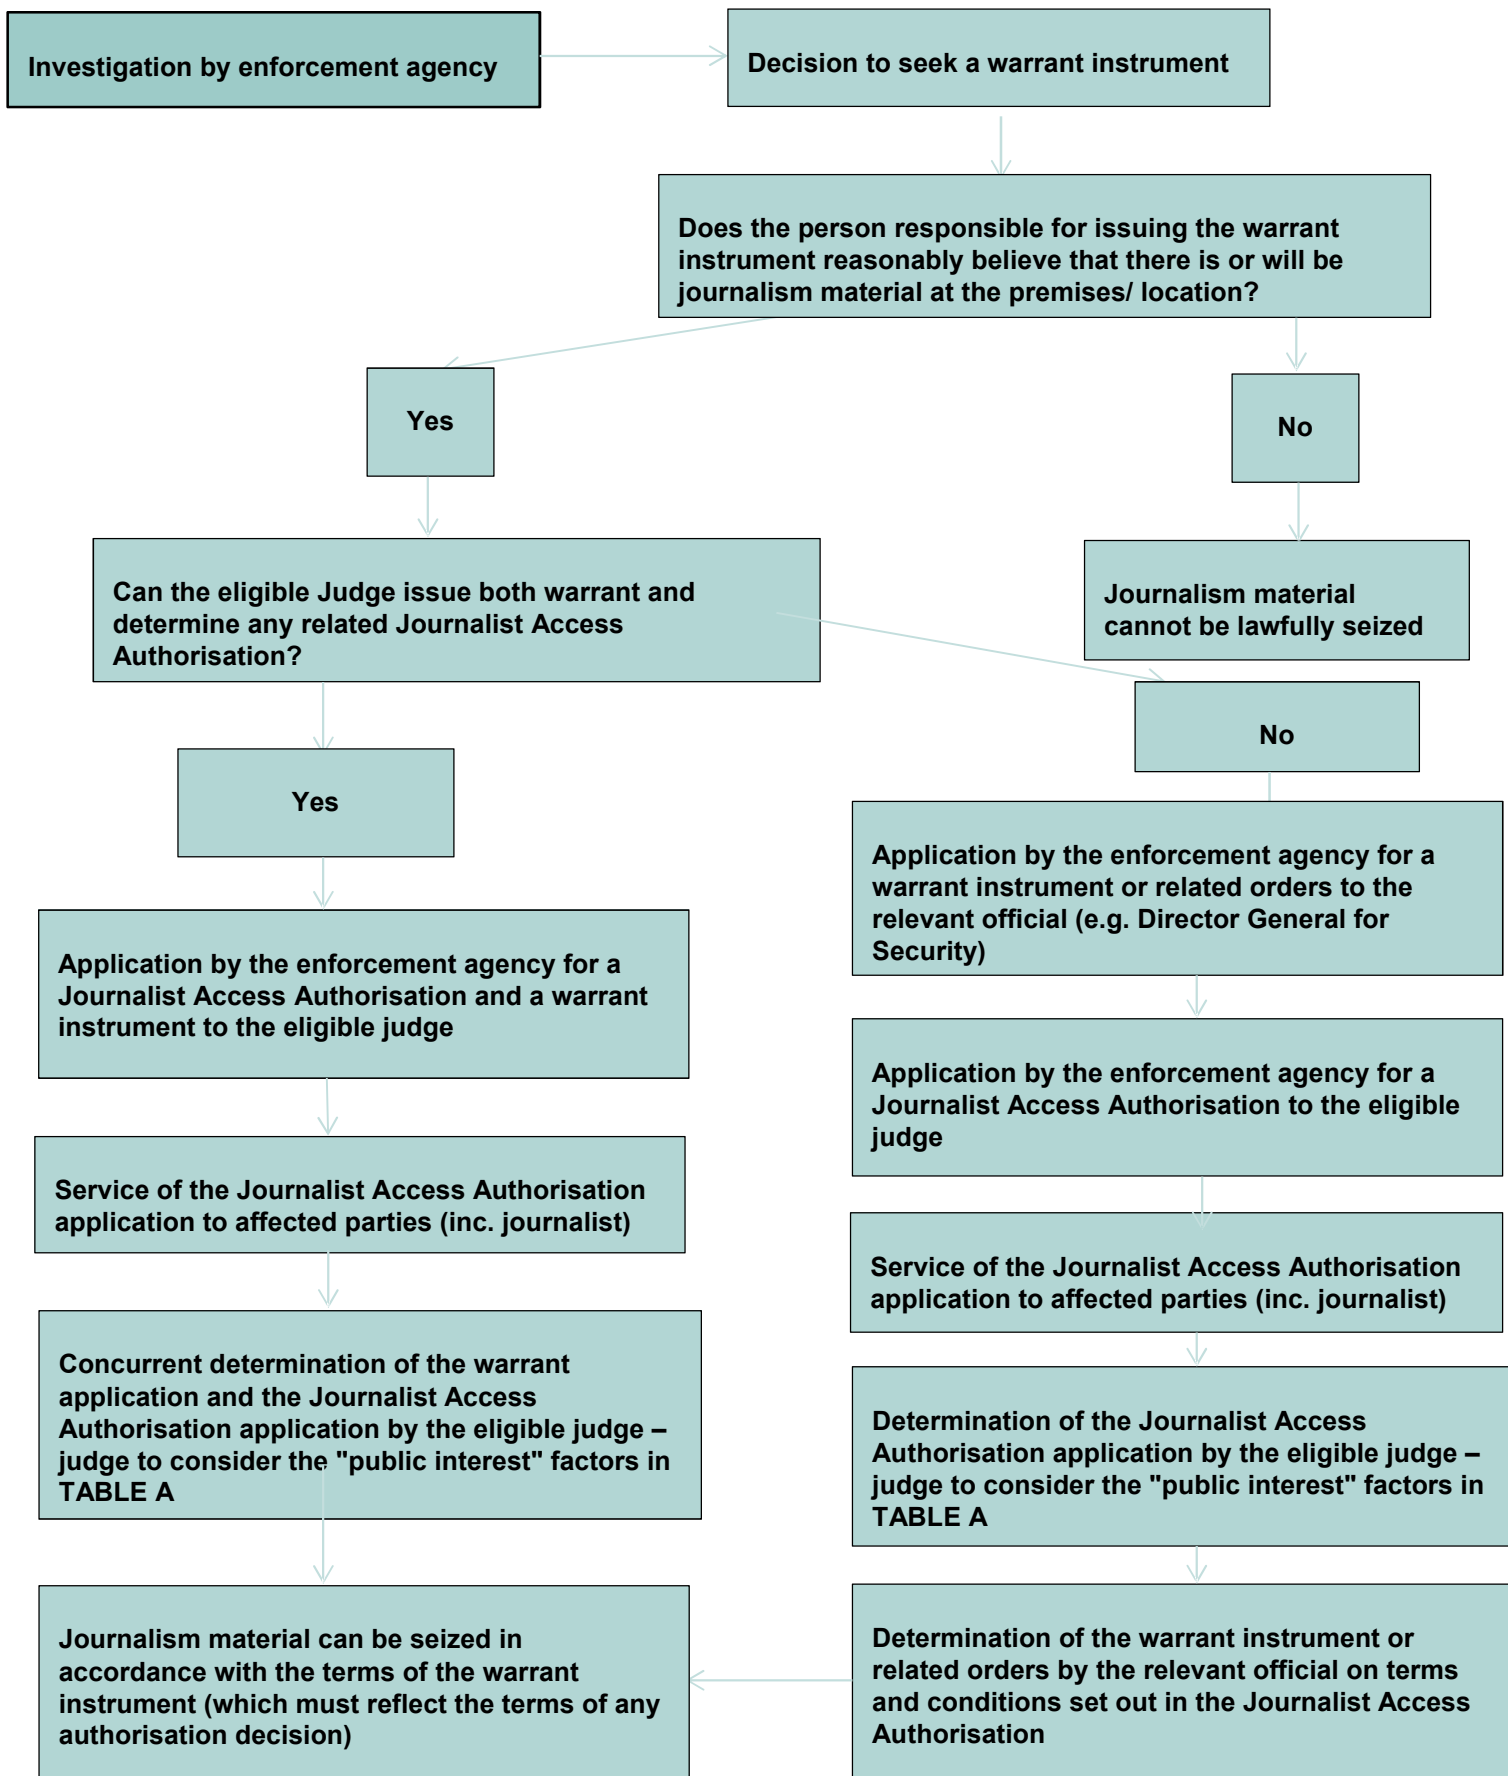 Investigation by enforcement agency
Decision to seek a warrant instrument
Does the person responsible for issuing the warrant
instrument reasonably believe that there is or will be
journalism material at the premises/ location?
Yes
No
Can the eligible Judge issue both warrant and
determine any related Journalist Access
Authorisation?
Journalism material
cannot be lawfully seized
No
Yes
Application by the enforcement agency for a
warrant instrument or related orders to the
relevant official (e.g. Director General for
Security)
Application by the enforcement agency for a
Journalist Access Authorisation and a warrant
instrument to the eligible judge
Application by the enforcement agency for a
Journalist Access Authorisation to the eligible
judge
Service of the Journalist Access Authorisation
application to affected parties (inc. journalist)
Service of the Journalist Access Authorisation
application to affected parties (inc. journalist)
Concurrent determination of the warrant
application and the Journalist Access
Authorisation application by the eligible judge –
judge to consider the "public interest" factors in
TABLE A
Determination of the Journalist Access
Authorisation application by the eligible judge –
judge to consider the "public interest" factors in
TABLE A
Journalism material can be seized in
accordance with the terms of the warrant
instrument (which must reflect the terms of any
authorisation decision)
Determination of the warrant instrument or
related orders by the relevant official on terms
and conditions set out in the Journalist Access
Authorisation